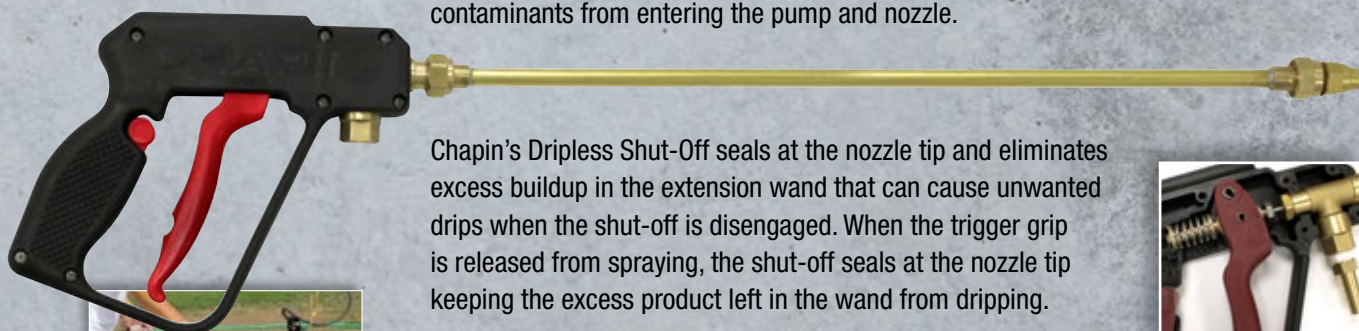 contaminants from entering the pump and nozzle.
CHAPIN
Chapin’s Dripless Shut-Off seals at the nozzle tip and eliminates
excess buildup in the extension wand that can cause unwanted
drips when the shut-off is disengaged. When the trigger grip
is released from spraying, the shut-off seals at the nozzle tip
keeping the excess product left in the wand from dripping.